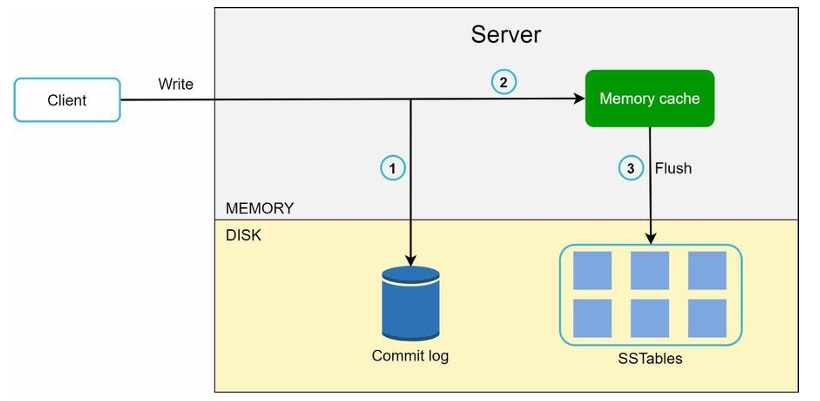 Server
Write
2
Client
Memory cache
1
3
Flush
MEMORY
DISK
Commit log
SSTables